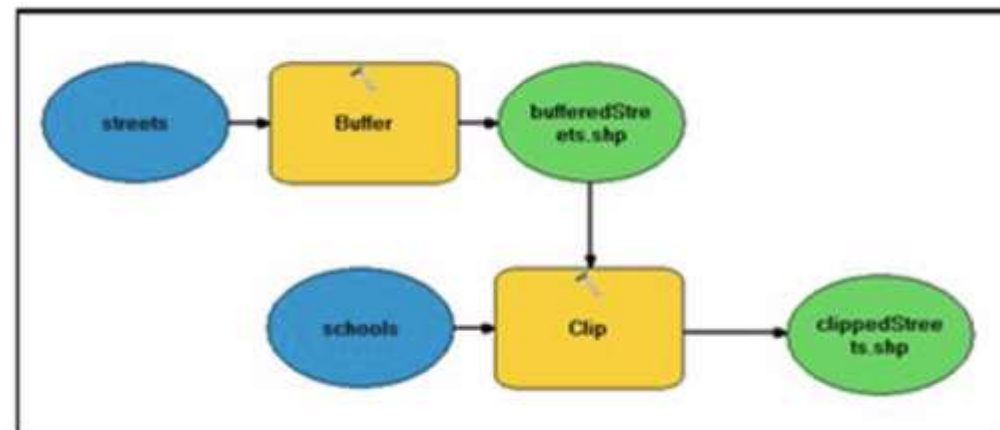 streets
Buffer
bufferedStre
ets.shp
schools
Clip
clippedStree
ts.shp